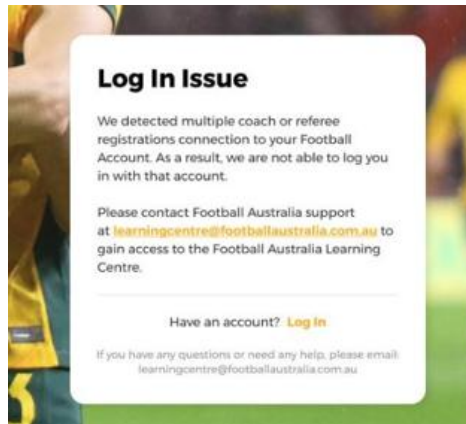 Log In Issue
We detected multiple coach or referee
registrations connection to your Football
Account. As a result, we are not able to log you
in with that account.
Please contact Football Australia support
at learningcentre@footballaustralia.com.au to
gain access to the Football Australia Learning
Centre.
Have an account? Log In
If you have any questions or need any help, please email:
learningcentre@footballaustralia.com.au